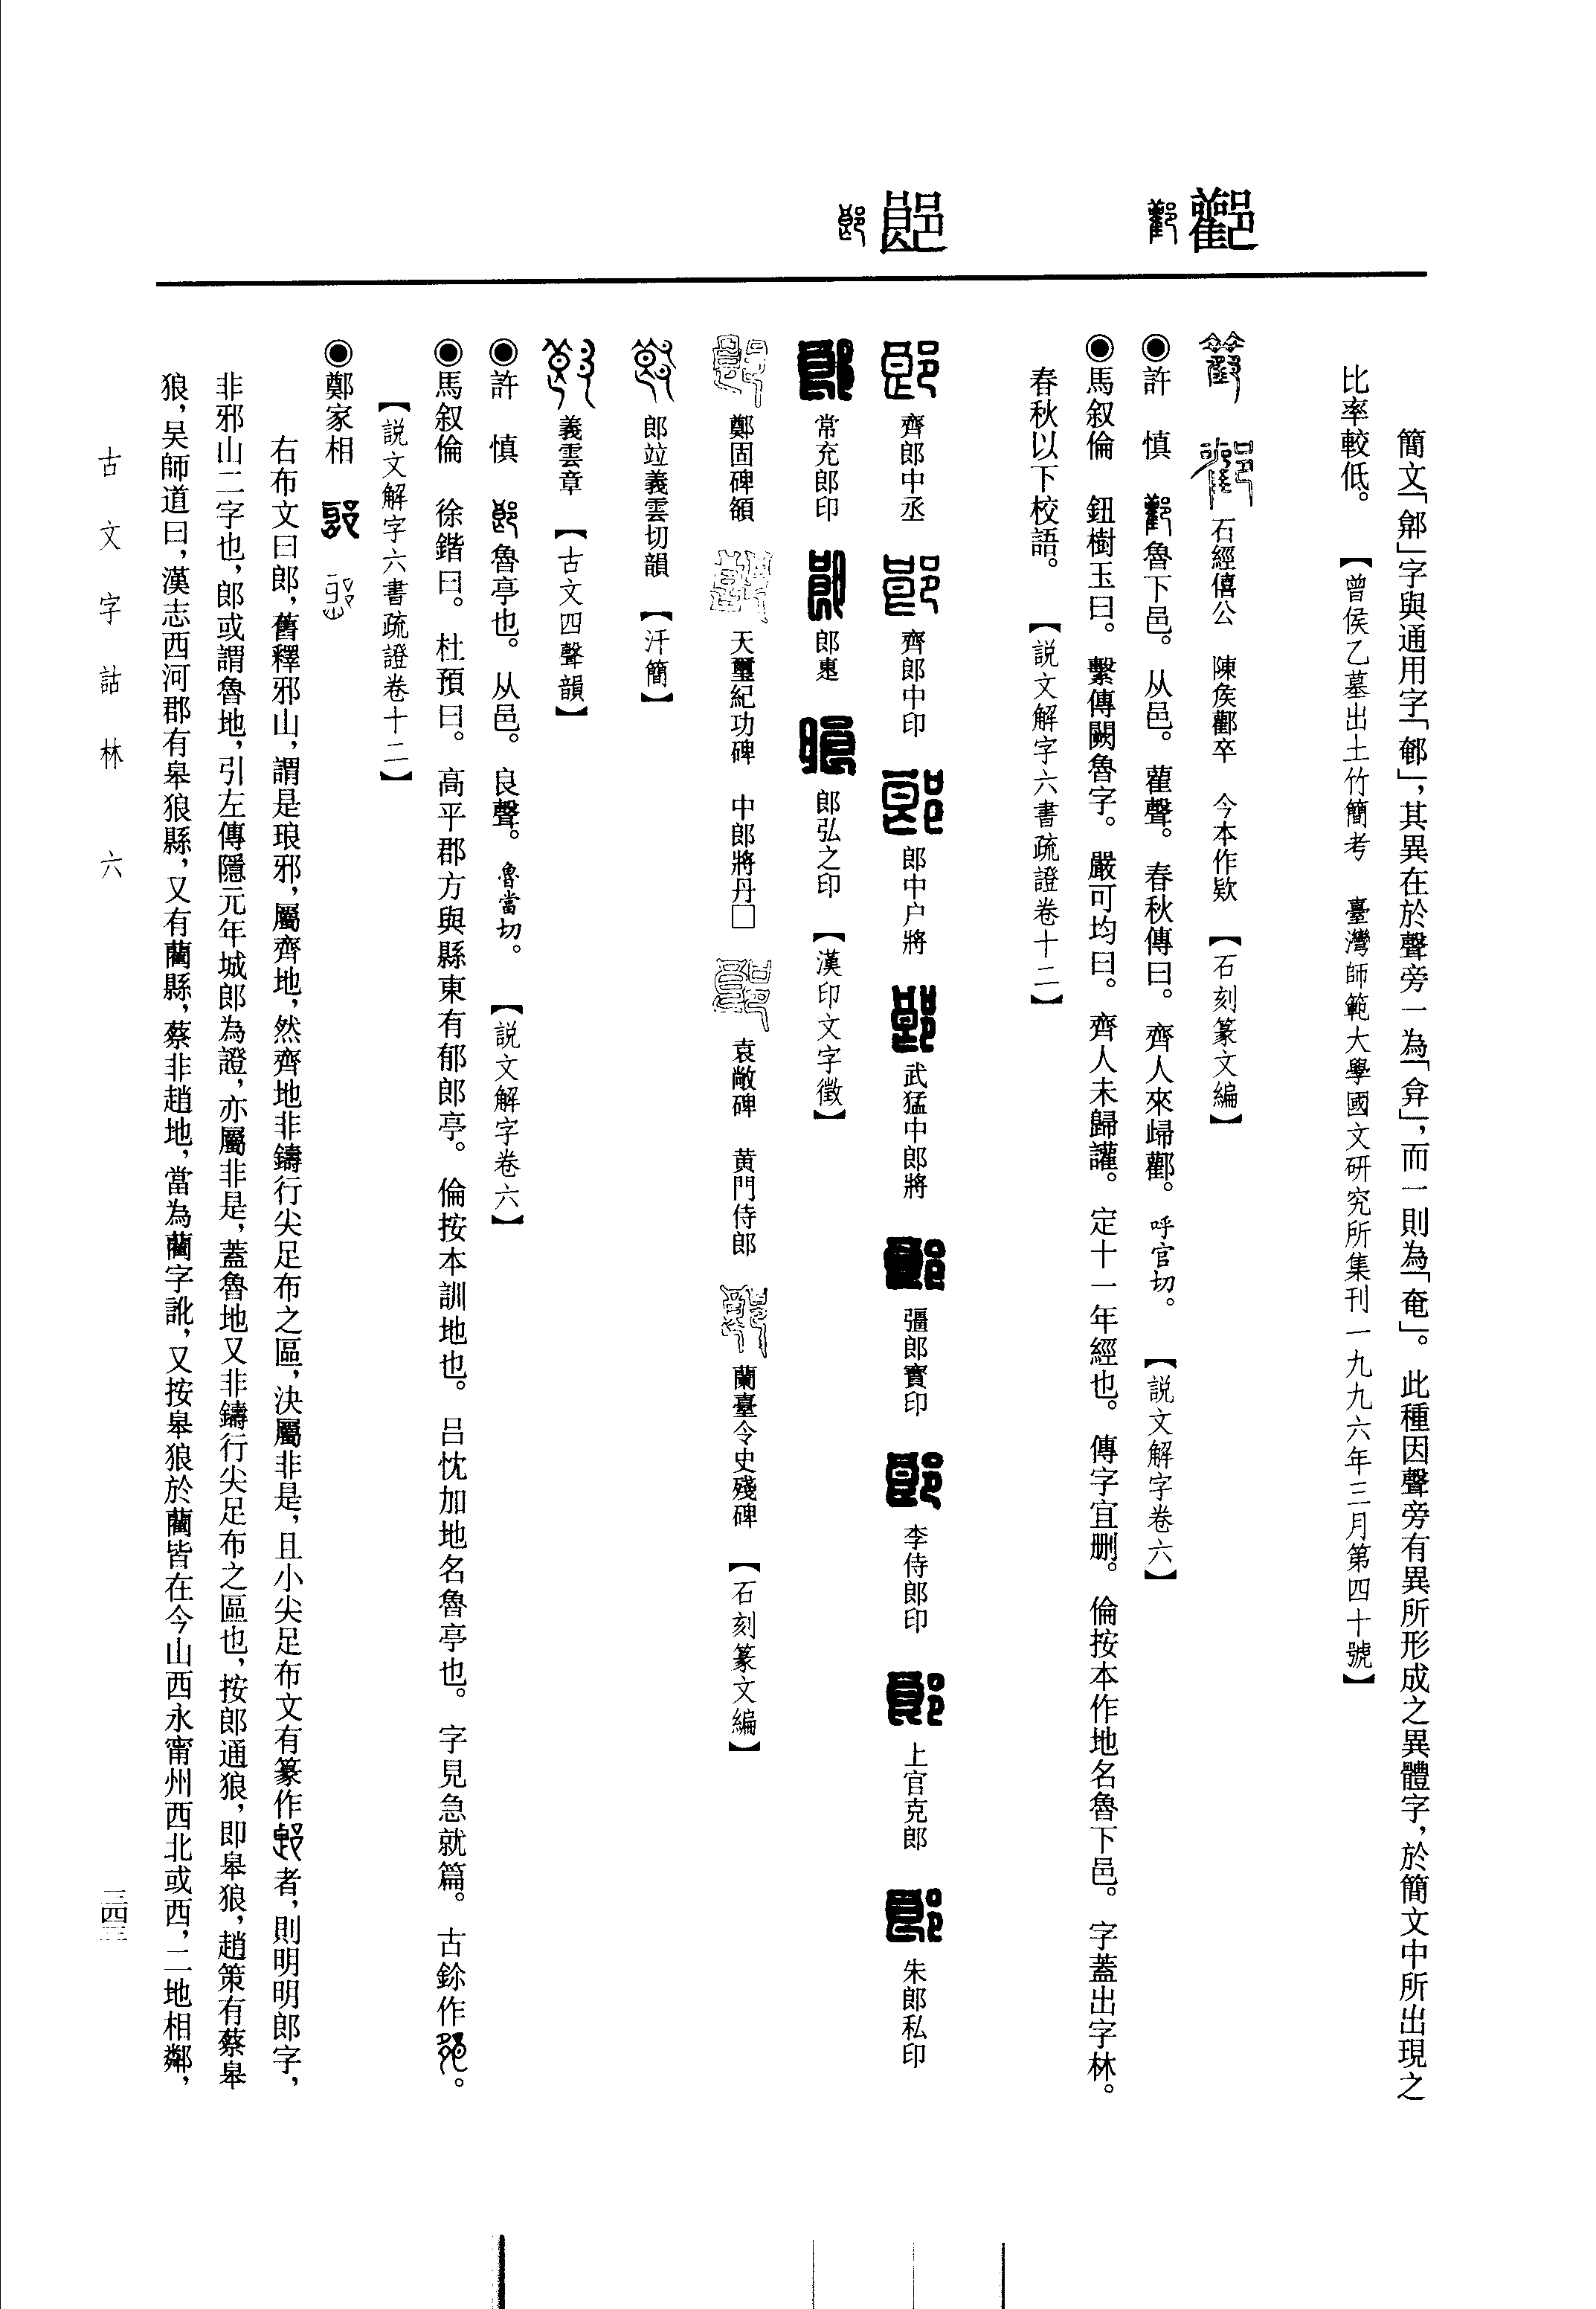 酄
郎
簡文「䣐」字與通用字「郸」，其異在於聲旁一為「弇」，而一則為「奄」。此種因聲旁有異所形成之異體字，於簡文中所出現之
比率較低。【曾侯乙墓出土竹簡考　臺灣師範大學國文研究所集刊一九九六年三月第四十號】
石經僖公　陳矦酄卒　今本作欵【石刻篆文編】
◉許　慎　魯下邑。从邑。雚聲。春秋傳曰。齊人來歸酄。呼官切。【說文解字卷六】
◉馬叙倫　鈕樹玉曰。繫傳闕魯字。嚴可均曰。齊人未歸讙。定十一年經也。傳字宜删。倫按本作地名魯下邑。字蓋出字林。
春秋以下校語。【說文解字六書疏證卷十二】
齊郎中丞　齊郎中印　郎中户將　武猛中郎將　彊郎賓印　李侍郎印　上官克郎　朱郎私印
常充郎印　郎惠　郎弘之印【漢印文字徵】
鄭固碑領　天璽紀功碑　中郎將丹□　袁敞碑　黄門侍郎　蘭臺令史殘碑【石刻篆文編】
郎竝義雲切韻【汗簡】
義雲章【古文四聲韻】
◉許　慎　魯亭也。从邑。良聲。魯當切。【說文解字卷六】
◉馬叙倫　徐鍇曰。杜預曰。高平郡方與縣東有郁郎亭。倫按本訓地也。吕忱加地名魯亭也。字見急就篇。古鉨作。
【說文解字六書疏證卷十二】
◉鄭家相
右布文曰郎，舊釋邪山，謂是琅邪，屬齊地，然齊地非鑄行尖足布之區，決屬非是，且小尖足布文有篆作者，則明明郎字，
非邪山二字也，郎或謂魯地，引左傳隱元年城郎為證，亦屬非是，蓋魯地又非鑄行尖足布之區也，按郎通狼，即皋狼，趙策有蔡皋
狼，吴師道曰，漢志西河郡有皋狼縣，又有藺縣，蔡非趙地，當為藺字訛，又按皋狼於藺皆在今山西永甯州西北或西，二地相鄰，
古文字詁林　六
三四三